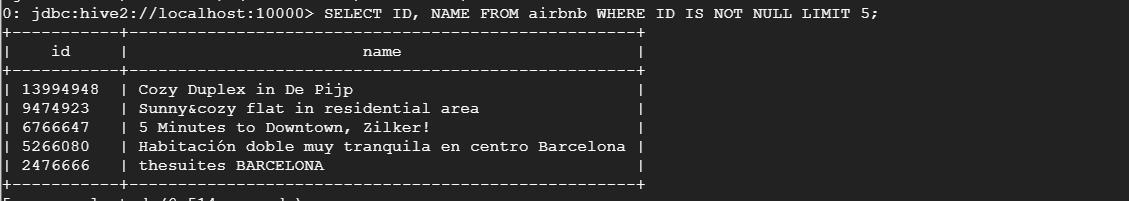 0: jdbc:hive2://localhost:10000> SELECT ID, NAME FROM airbnb WHERE ID IS NOT NULL LIMIT 5;
+-----------+---------------------------------------------------+
|    id     |                       name                        |
+-----------+---------------------------------------------------+
| 13994948  | Cozy Duplex in De Pijp                            |
| 9474923   | Sunny&cozy flat in residential area               |
| 6766647   | 5 Minutes to Downtown, Zilker!                    |
| 5266080   | Habitación doble muy tranquila en centro Barcelona |
| 2476666   | thesuites BARCELONA                               |
+-----------+---------------------------------------------------+